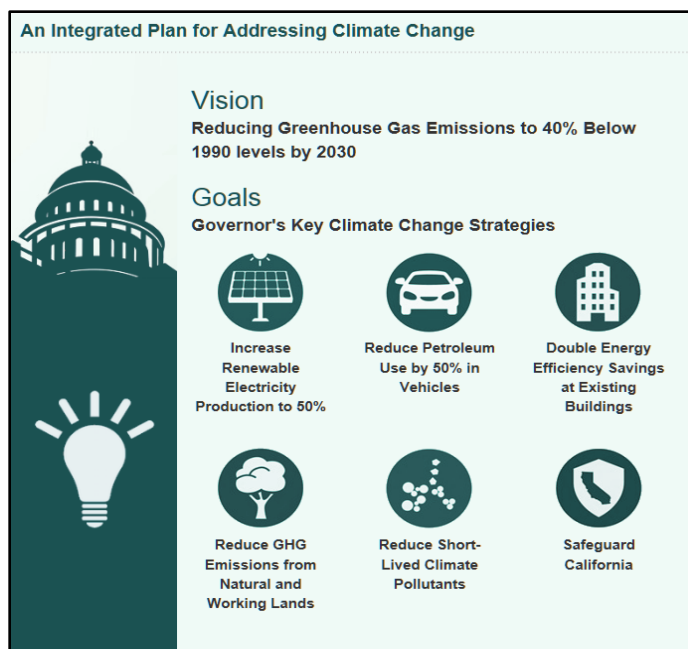 An Integrated Plan for Addressing Climate Change
Vision
Reducing Greenhouse Gas Emissions to 40% Below
1990 levels by 2030
Goals
Governor's Key Climate Change Strategies
Increase
Renewable
Electricity
Production to 50%
Reduce Petroleum
Use by 50% in
Vehicles
Double Energy
Efficiency Savings
at Existing
Buildings
Reduce GHG
Emissions from
Natural and
Working Lands
Reduce Short-
Lived Climate
Pollutants
Safeguard
California